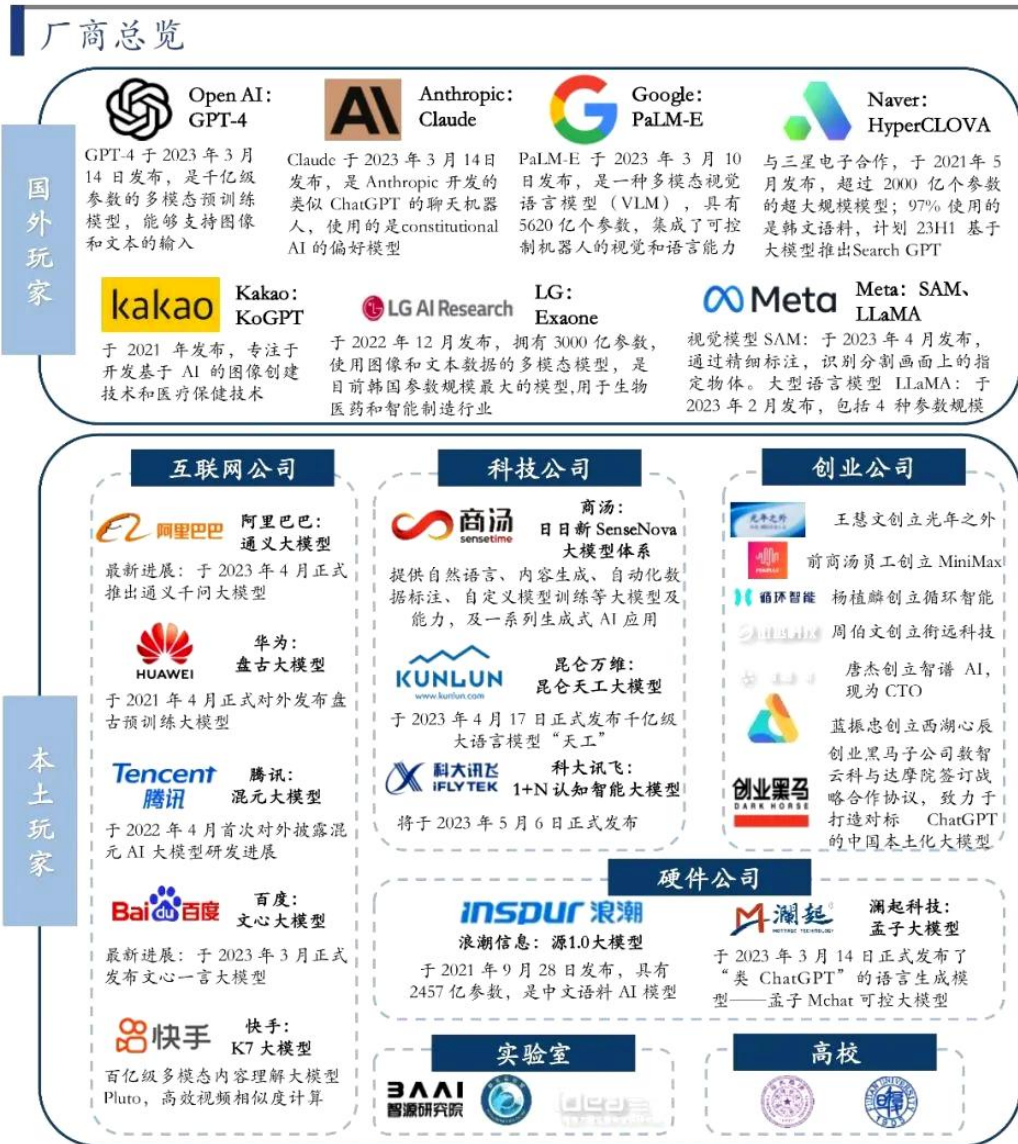 厂商总览
国外玩家
Open AI：
GPT-4
GPT-4 于 2023 年 3 月
14 日发布，是千亿级
参数的多模态预训练
模型，能够支持图像
和文本的输入
Anthropic：
Claude
Claude 于 2023 年 3 月 14日
发布，是 Anthropic 开发的
类似 ChatGPT 的聊天机器
人，使用的是constitutional
AI 的偏好模型
Google：
PaLM-E
PaLM-E 于 2023 年 3 月 10
日发布，是一种多模态视觉
语言模型（VLM），具有
5620 亿个参数，集成了可控
制机器人的视觉和语言能力
Naver：
HyperCLOVA
与三星电子合作，于 2021年 5
月发布，超过 2000 亿个参数
的超大规模模型；97% 使用的
是韩文语料，计划 23H1 基于
大模型推出Search GPT
kakao
Kakao：
KoGPT
于 2021 年发布，专注于
开发基于 AI 的图像创建
技术和医疗保健技术
LG AI Research
LG：
Exaone
于 2022 年 12 月发布，拥有 3000 亿参数，
使用图像和文本数据的多模态模型，是
目前韩国参数规模最大的模型,用于生物
医药和智能制造行业
Meta
Meta：SAM、
LLaMA
视觉模型 SAM：于 2023 年 4 月发布，
通过精细标注，识别分割画面上的指
定物体。大型语言模型 LLaMA：于
2023 年 2 月发布，包括 4 种参数规模
本土玩家
互联网公司
阿里巴巴
阿里巴巴：
通义大模型
最新进展：于 2023 年 4 月正式
推出通义千问大模型
HUAWEI
华为：
盘古大模型
于 2021 年 4 月正式对外发布盘
古预训练大模型
Tencent
腾讯
腾讯：
混元大模型
于 2022 年 4 月首次对外披露混
元 AI 大模型研发进展
Bai du 百度
百度：
文心大模型
最新进展：于 2023 年 3 月正式
发布文心一言大模型
快手
快手：
K7 大模型
百亿级多模态内容理解大模型
Pluto，高效视频相似度计算
科技公司
商汤
sensetime
商汤：
日日新 SenseNova
大模型体系
提供自然语言、内容生成、自动化数
据标注、自定义模型训练等大模型及
能力，及一系列生成式 AI 应用
KUNLUN
www.kunlun.com
昆仑万维：
昆仑天工大模型
于 2023 年 4 月 17 日正式发布千亿级
大语言模型“天工”
科大讯飞
iFLYTEK
科大讯飞：
1+N 认知智能大模型
将于 2023 年 5 月 6 日正式发布
创业公司
光年之外
王慧文创立光年之外
前商汤员工创立 MiniMax
循环智能
杨植麟创立循环智能
周伯文创立衔远科技
唐杰创立智谱 AI，
现为 CTO
蓝振忠创立西湖心辰
创业黑马
DARK HORSE
创业黑马子公司数智
云科与达摩院签订战
略合作协议，致力于
打造对标 ChatGPT
的中国本土化大模型
硬件公司
inspur 浪潮
浪潮信息：源1.0大模型
于 2021 年 9 月 28 日发布，具有
2457 亿参数，是中文语料 AI 模型
澜起
MONTAGE TECHNOLOGY
澜起科技：
孟子大模型
于 2023 年 3 月 14 日正式发布了
“类 ChatGPT”的语言生成模
型——孟子 Mchat 可控大模型
实验室
BAAI
智源研究院
idea
高校